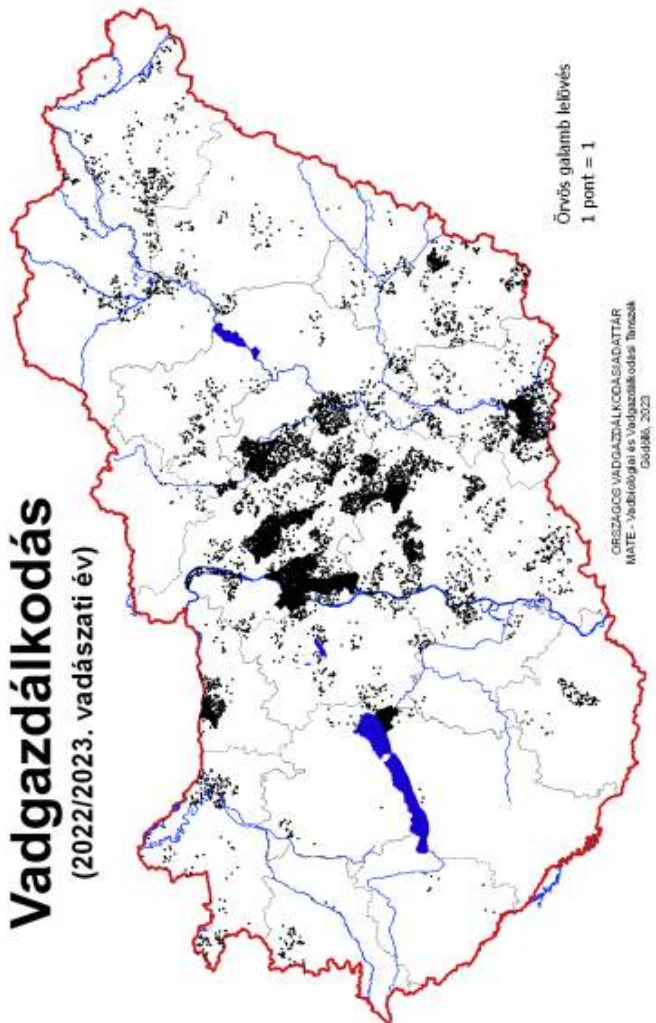 Vadgazdálkodás
(2022/2023. vadászati év)
Örvös galamb lelövés
1 pont = 1
ORSZÁGOS VADGAZDÁLKODÁSI ADATTÁR
MATE - Vadbiológiai és Vadgazdálkodási Tanszék
Gödöllő, 2023